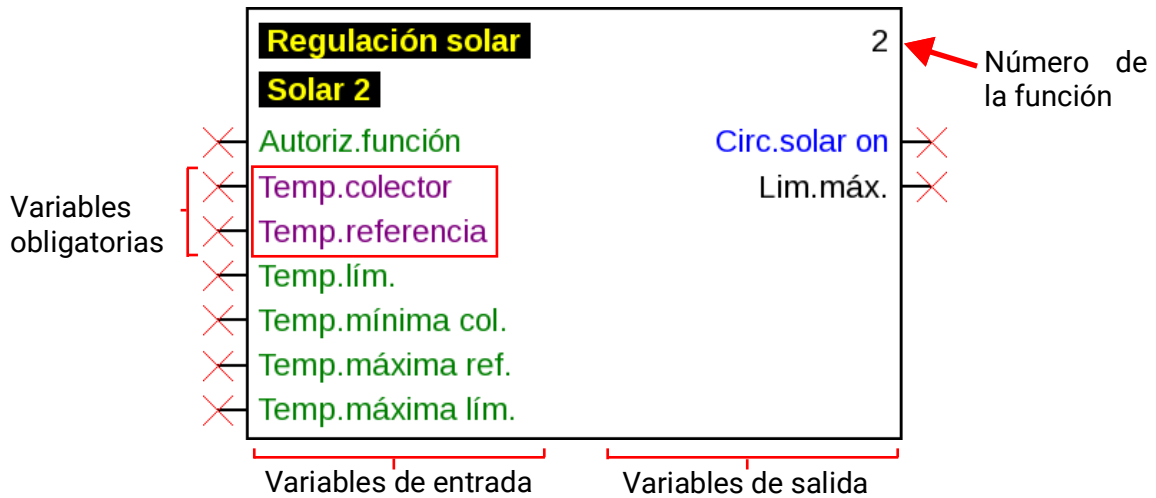 Regulación solar
2
Solar 2
Número de
la función
Autoriz.función
Circ.solar on
Temp.colector
Lim.máx.
Variables
obligatorias
Temp.referencia
Temp.lím.
Temp.mínima col.
Temp.máxima ref.
Temp.máxima lím.
Variables de entrada
Variables de salida